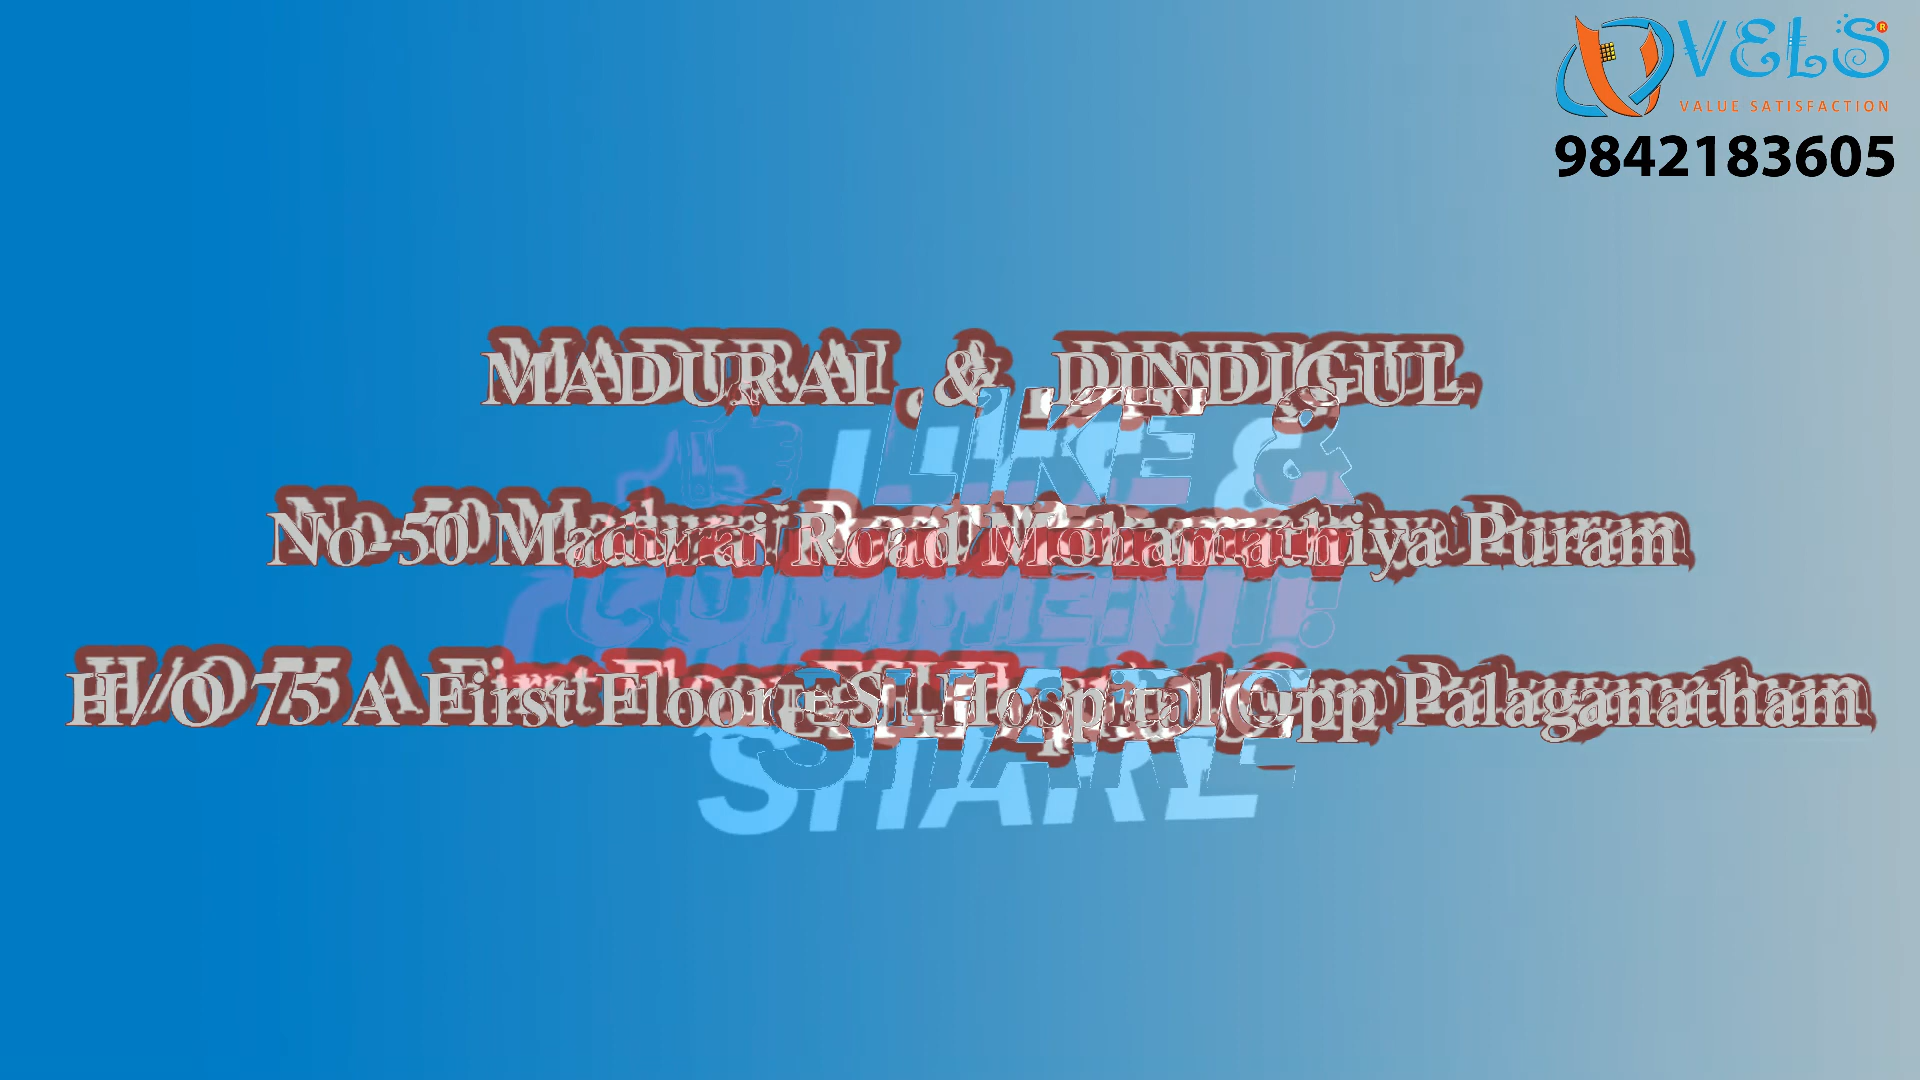 VELS
VALUE SATISFACTION
9842183605
MADURAI & DINDIGUL
LIKE &
No-50 Madurai Road Mohamathiya Puram
COMMENT!
H/O 75 A First Floor ESI Hospital Opp Palaganatham
SHARE